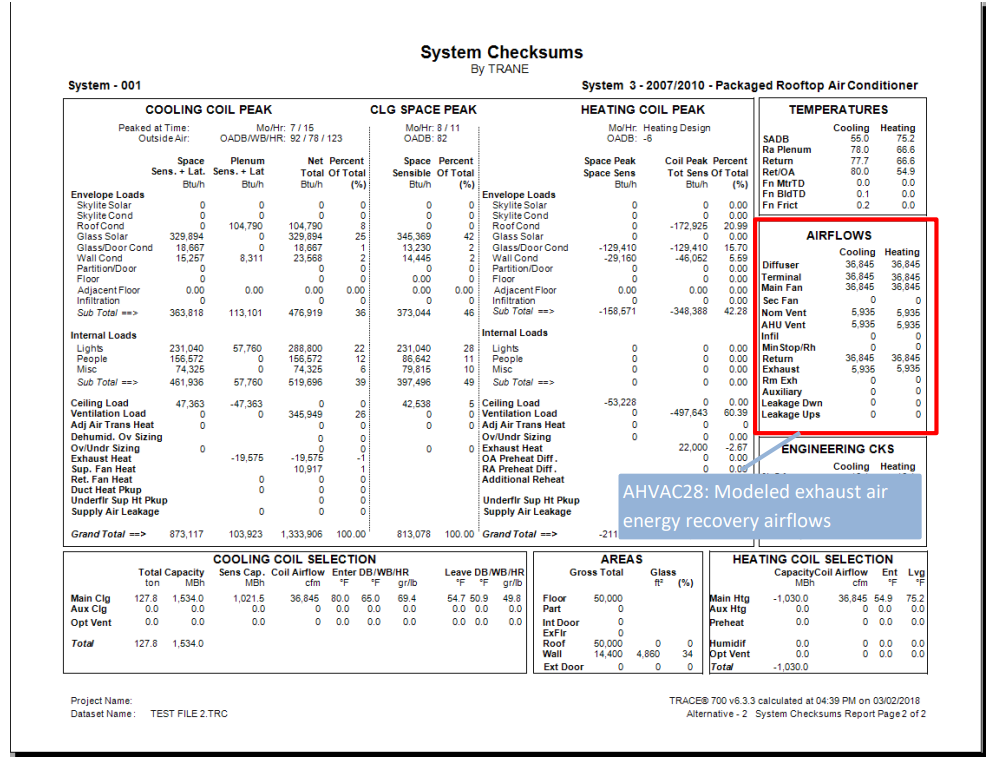 System Checksums
By TRANE
System - 001 System 3 - 2007/2010 - Packaged Rooftop Air Conditioner
COOLING COIL PEAK
Peaked at Time: Mo/Hr: 7 / 15
Outside Air: OADB/WB/HR: 92 / 78 / 123
Space Plenum Net Percent
Sens. + Lat. Sens. + Lat Total Of Total
Btu/h Btu/h Btu/h (%)
Envelope Loads
Skylite Solar 0 0 0 0
Skylite Cond 0 0 0 0
Roof Cond 0 104,790 104,790 8
Glass Solar 329,894 0 329,894 25
Glass/Door Cond 18,667 0 18,667 1
Wall Cond 15,257 8,311 23,568 2
Partition/Door 0 0 0
Floor 0 0 0
Adjacent Floor 0.00 0.00 0.00 0
Infiltration 0 0 0
Sub Total ==> 363,818 113,101 476,919 36
Internal Loads
Lights 231,040 57,760 288,800 22
People 156,572 0 156,572 12
Misc 74,325 0 74,325 6
Sub Total ==> 461,936 57,760 519,696 39
Ceiling Load 47,363 -47,363 0 0
Ventilation Load 0 0 345,949 26
Adj Air Trans Heat 0 0 0
Dehumid. Ov Sizing 0 0
Ov/Undr Sizing 0 0 0
Exhaust Heat -19,575 -19,575 -1
Sup. Fan Heat 10,917 1
Ret. Fan Heat 0 0 0
Duct Heat Pkup 0 0 0
Underflr Sup Ht Pkup 0 0
Supply Air Leakage 0 0 0
Grand Total ==> 873,117 103,923 1,333,906 100.00
CLG SPACE PEAK
Mo/Hr: 8 / 11
OADB: 82
Space Percent
Sensible Of Total
Btu/h (%)
0 0
0 0
0 0
345,369 42
13,230 2
14,445 2
0 0
0.00 0
0.00 0.00
0 0
373,044 46
231,040 28
86,642 11
79,815 10
397,496 49
42,538 5
0 0
0 0
0 0
813,078 100.00
HEATING COIL PEAK
Mo/Hr: Heating Design
OADB: -6
Space Peak Coil Peak Percent
Space Sens Tot Sens Of Total
Btu/h Btu/h (%)
Envelope Loads
Skylite Solar 0 0 0.00
Skylite Cond 0 0 0.00
Roof Cond 0 -172,925 20.99
Glass Solar 0 0 0.00
Glass/Door Cond -129,410 -129,410 15.70
Wall Cond -29,160 -46,052 5.59
Partition/Door 0 0 0.00
Floor 0 0 0.00
Adjacent Floor 0.00 0.00 0.00
Infiltration 0 0 0.00
Sub Total ==> -158,571 -348,388 42.28
Internal Loads
Lights 0 0 0.00
People 0 0 0.00
Misc 0 0 0.00
Sub Total ==> 0 0 0.00
Ceiling Load -53,228 0 0.00
Ventilation Load 0 -497,643 60.39
Adj Air Trans Heat 0 0 0
Ov/Undr Sizing 0 0 0.00
Exhaust Heat 22,000 -2.67
OA Preheat Diff. 0 0.00
RA Preheat Diff. 0 0.00
Additional Reheat
Underflr Sup Ht Pkup
Supply Air Leakage
Grand Total ==> -211
TEMPERATURES
Cooling Heating
SADB 55.0 75.2
Ra Plenum 78.0 66.6
Return 77.7 66.6
Ret/OA 80.0 54.9
Fn MtrTD 0.0 0.0
Fn BldTD 0.1 0.0
Fn Frict 0.2 0.0
AIRFLOWS
Cooling Heating
Diffuser 36,845 36,845
Terminal 36,845 36,845
Main Fan 36,845 36,845
Sec Fan 0 0
Nom Vent 5,935 5,935
AHU Vent 5,935 5,935
Infil 0 0
MinStop/Rh 0 0
Return 36,845 36,845
Exhaust 5,935 5,935
Rm Exh 0 0
Auxiliary 0 0
Leakage Dwn 0 0
Leakage Ups 0 0
ENGINEERING CKS
Cooling Heating
AHVAC28: Modeled exhaust air
energy recovery airflows
COOLING COIL SELECTION
Total Capacity Sens Cap. Coil Airflow Enter DB/WB/HR Leave DB/WB/HR
ton MBh MBh cfm °F °F gr/lb °F °F gr/lb
Main Clg 127.8 1,534.0 1,021.5 36,845 80.0 65.0 69.4 54.7 50.9 49.8
Aux Clg 0.0 0.0 0.0 0 0.0 0.0 0.0 0.0 0.0 0.0
Opt Vent 0.0 0.0 0.0 0 0.0 0.0 0.0 0.0 0.0 0.0
Total 127.8 1,534.0
AREAS
Gross Total Glass
ft² (%)
Floor 50,000
Part 0
Int Door 0
ExFlr 0
Roof 50,000 0 0
Wall 14,400 4,860 34
Ext Door 0 0 0
HEATING COIL SELECTION
Capacity Coil Airflow Ent Lvg
MBh cfm °F °F
Main Htg -1,030.0 36,845 54.9 75.2
Aux Htg 0.0 0 0.0 0.0
Preheat 0.0 0 0.0 0.0
Humidif 0.0 0 0.0 0.0
Opt Vent 0.0 0 0.0 0.0
Total -1,030.0
Project Name: TRACE® 700 v6.3.3 calculated at 04:39 PM on 03/02/2018
Dataset Name: TEST FILE 2.TRC Alternative - 2 System Checksums Report Page 2 of 2